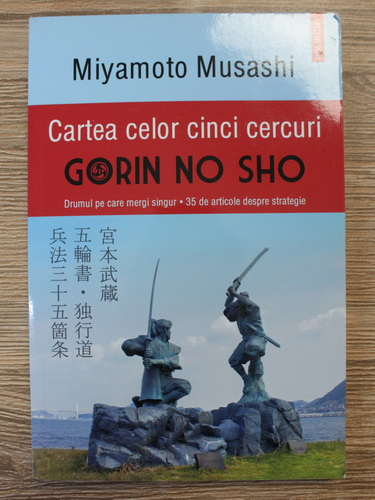 Miyamoto Musashi
Cartea celor cinci cercuri
GORIN NO SHO
Drumul pe care mergi singur • 35 de articole despre strategie
宮本武蔵
五輪書・独行道
兵法三十五箇条